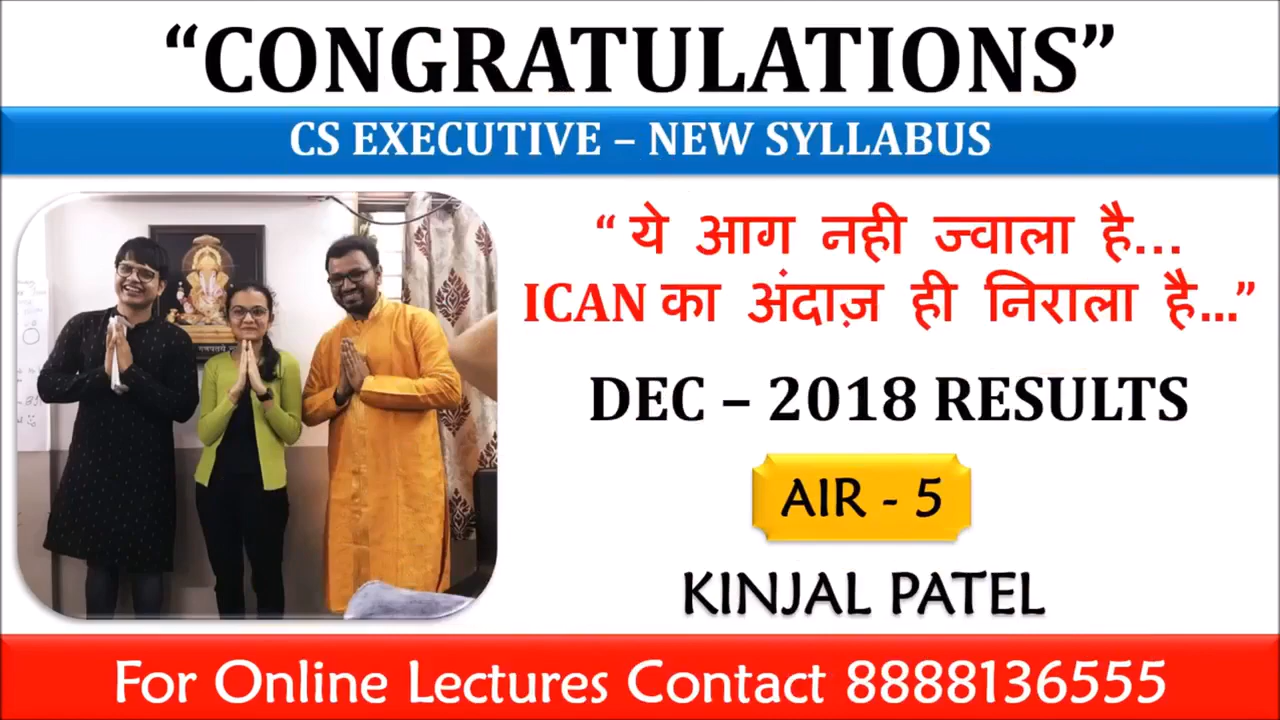 “CONGRATULATIONS”
CS EXECUTIVE – NEW SYLLABUS
“ ये आग नही ज्वाला है...
ICAN का अंदाज़ ही निराला है...”
DEC – 2018 RESULTS
AIR - 5
KINJAL PATEL
For Online Lectures Contact 8888136555